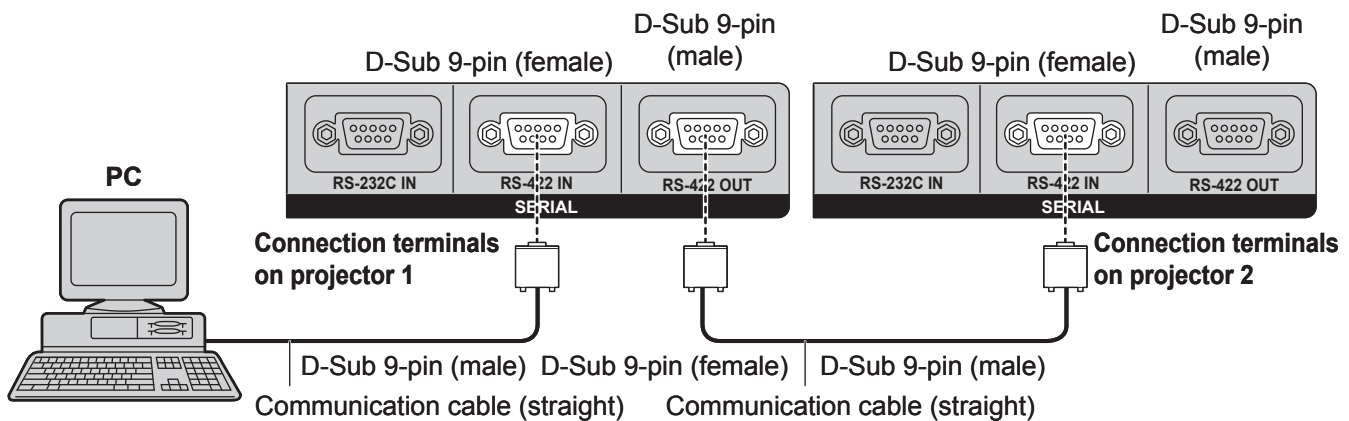 D-Sub 9-pin
(male)
D-Sub 9-pin (female)
D-Sub 9-pin
(male)
D-Sub 9-pin (female)
RS-232C IN
RS-422 IN
RS-422 OUT
SERIAL
RS-232C IN
RS-422 IN
RS-422 OUT
SERIAL
PC
Connection terminals
on projector 1
Connection terminals
on projector 2
D-Sub 9-pin (male)
D-Sub 9-pin (female)
D-Sub 9-pin (male)
Communication cable (straight)
Communication cable (straight)